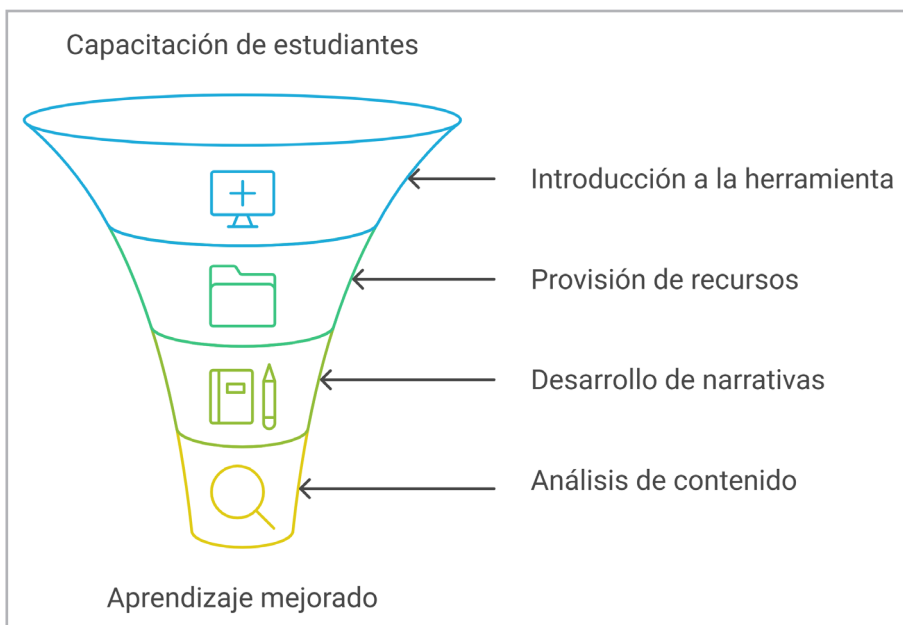 Capacitación de estudiantes
Introducción a la herramienta
Provisión de recursos
Desarrollo de narrativas
Análisis de contenido
Aprendizaje mejorado